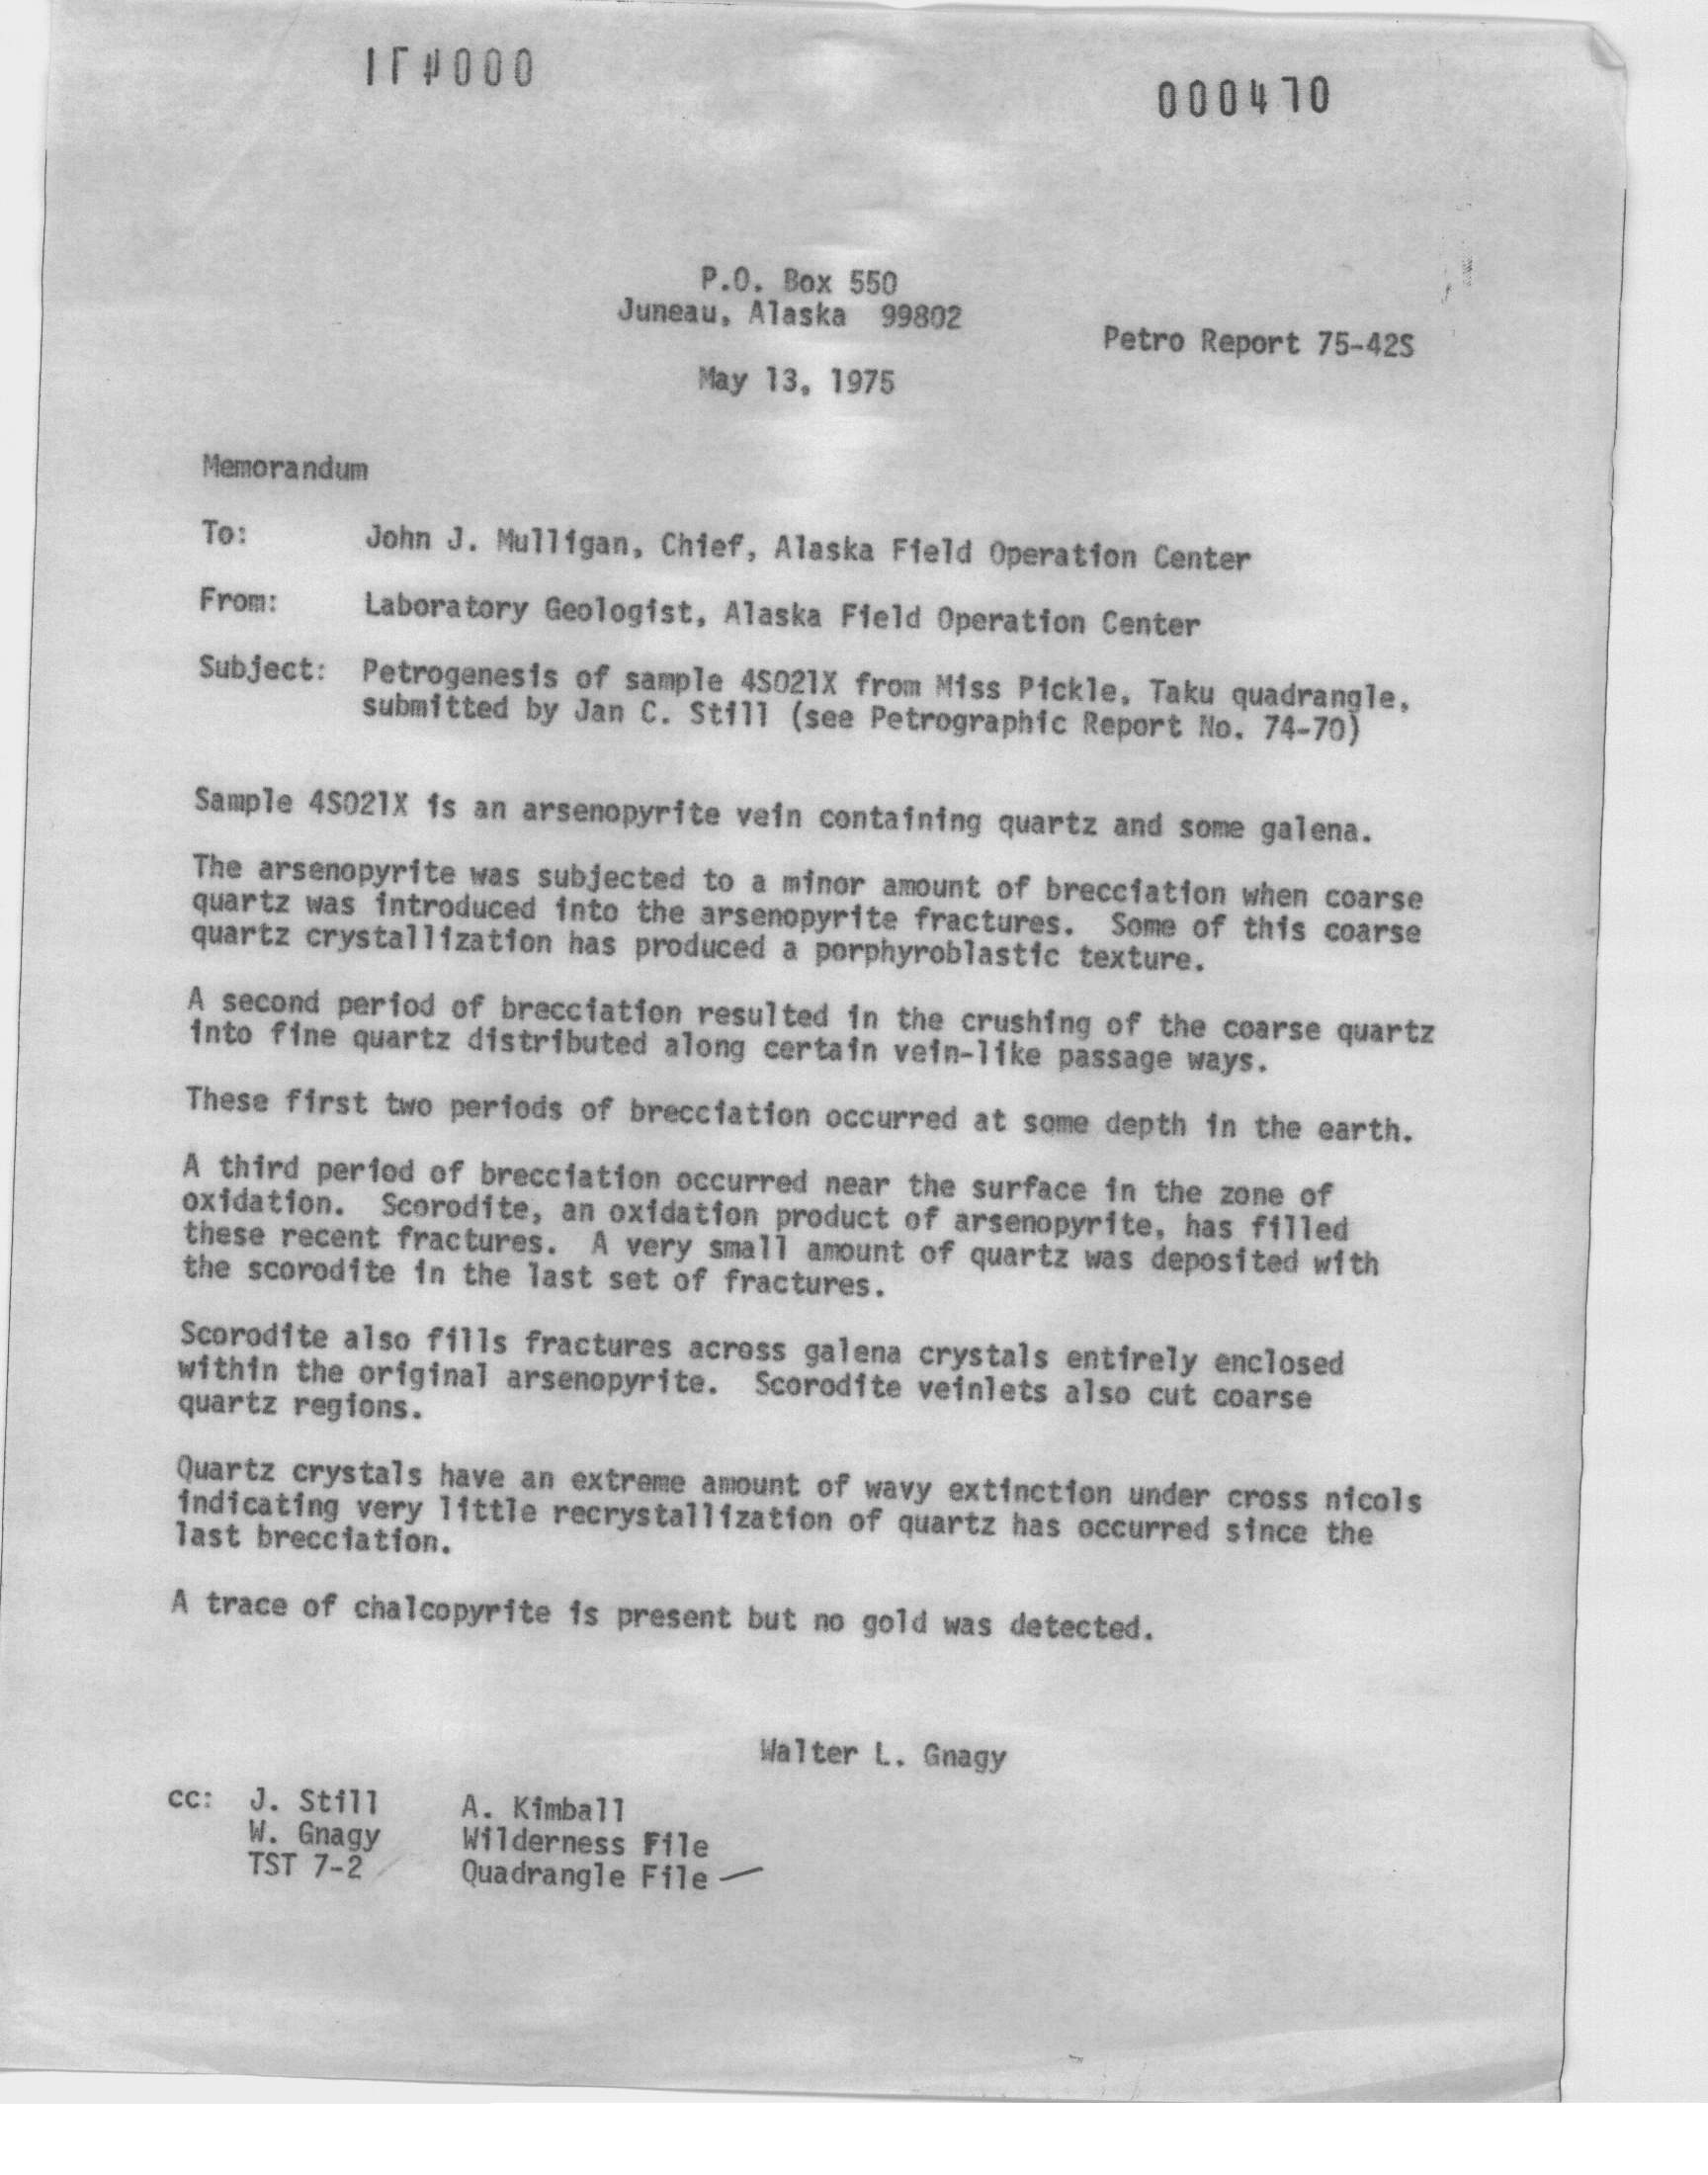 000470
P.O. Box 550
Juneau, Alaska 99802
Petro Report 75-42S
May 13, 1975
Memorandum
To: John J. Mulligan, Chief, Alaska Field Operation Center
From: Laboratory Geologist, Alaska Field Operation Center
Subject: Petrogenesis of sample 4S021X from Miss Pickle, Taku quadrangle,
submitted by Jan C. Still (see Petrographic Report No. 74-70)
Sample 4S021X is an arsenopyrite vein containing quartz and some galena.
The arsenopyrite was subjected to a minor amount of brecciation when coarse
quartz was introduced into the arsenopyrite fractures. Some of this coarse
quartz crystallization has produced a porphyroblastic texture.
A second period of brecciation resulted in the crushing of the coarse quartz
into fine quartz distributed along certain vein-like passage ways.
These first two periods of brecciation occurred at some depth in the earth.
A third period of brecciation occurred near the surface in the zone of
oxidation. Scorodite, an oxidation product of arsenopyrite, has filled
these recent fractures. A very small amount of quartz was deposited with
the scorodite in the last set of fractures.
Scorodite also fills fractures across galena crystals entirely enclosed
within the original arsenopyrite. Scorodite veinlets also cut coarse
quartz regions.
Quartz crystals have an extreme amount of wavy extinction under cross nicols
indicating very little recrystallization of quartz has occurred since the
last brecciation.
A trace of chalcopyrite is present but no gold was detected.
Walter L. Gnagy
cc: J. Still A. Kimball
W. Gnagy Wilderness File
TST 7-2 Quadrangle File